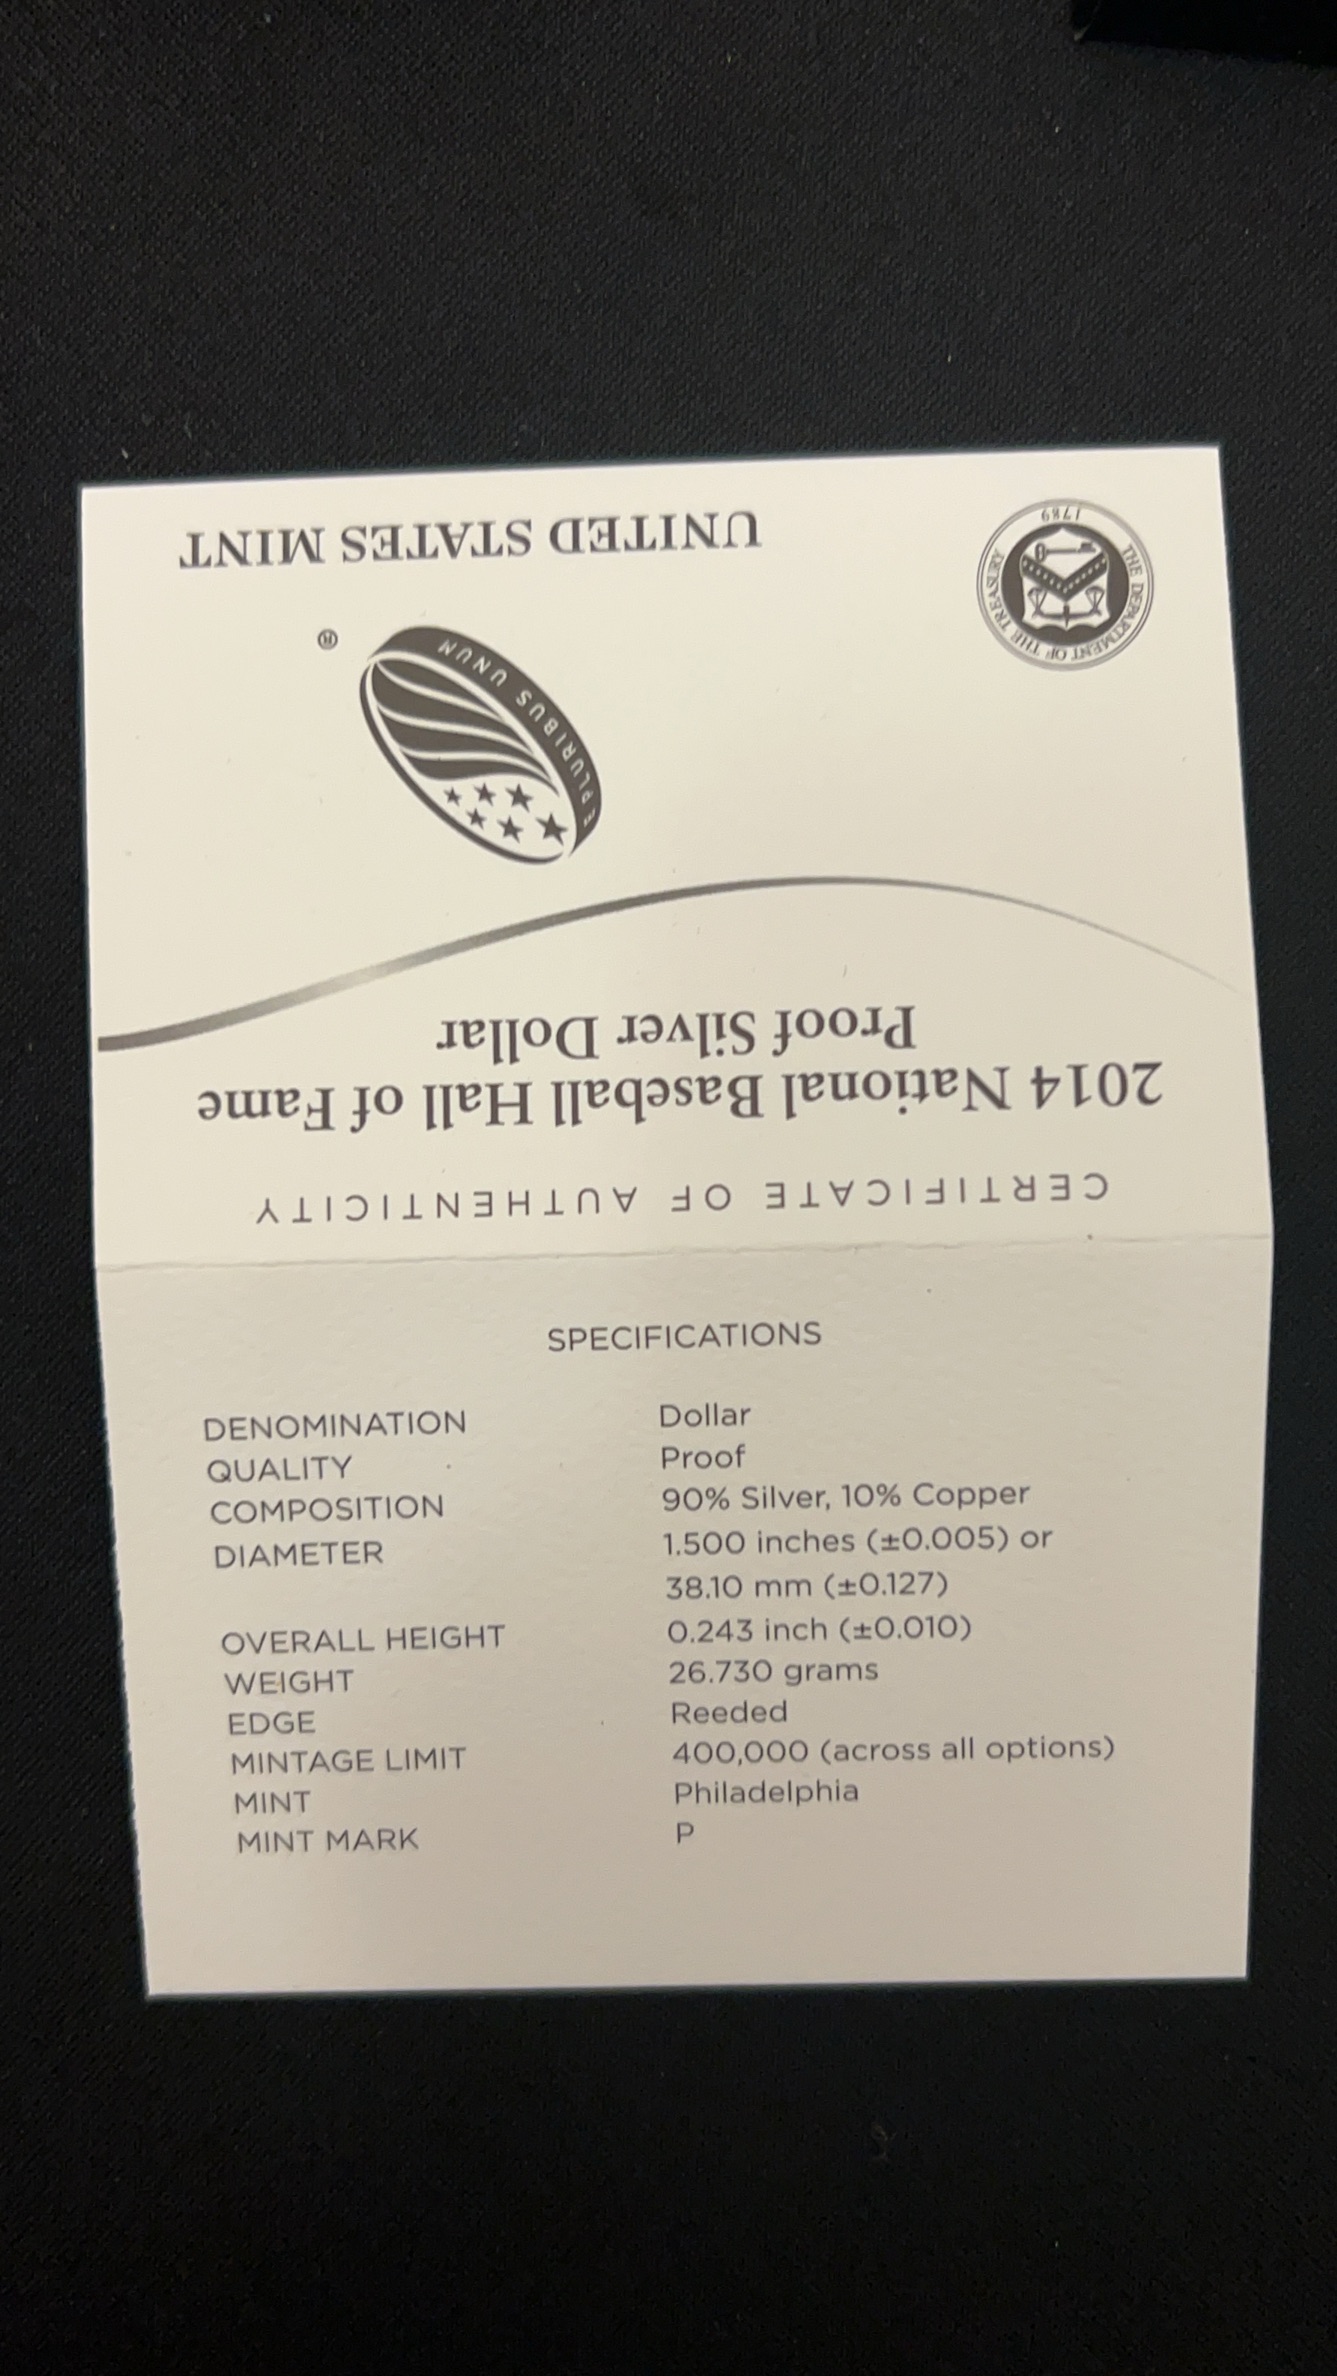 UNITED STATES MINT
THE DEPARTMENT OF THE TREASURY
1789
®
E PLURIBUS UNUM
2014 National Baseball Hall of Fame
Proof Silver Dollar
CERTIFICATE OF AUTHENTICITY
SPECIFICATIONS
DENOMINATION Dollar
QUALITY Proof
COMPOSITION 90% Silver, 10% Copper
DIAMETER 1.500 inches (±0.005) or
38.10 mm (±0.127)
OVERALL HEIGHT 0.243 inch (±0.010)
WEIGHT 26.730 grams
EDGE Reeded
MINTAGE LIMIT 400,000 (across all options)
MINT Philadelphia
MINT MARK P